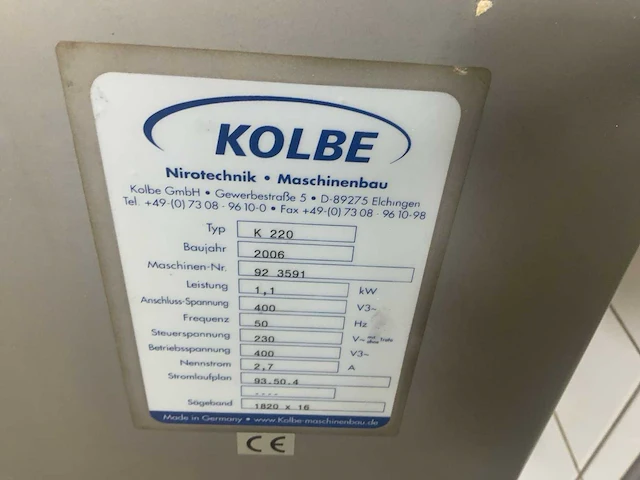 KOLBE
Nirotechnik • Maschinenbau
Kolbe GmbH • Gewerbestraße 5 • D-89275 Elchingen
Tel. +49-(0) 73 08 - 96 10-0 • Fax +49-(0) 73 08 - 96 10-98
Typ K 220
Baujahr 2006
Maschinen-Nr. 92 3591
Leistung 1,1 kW
Anschluss-Spannung 400 V3~
Frequenz 50 Hz
Steuerspannung 230 V~
Betriebsspannung 400 V3~
Nennstrom 2,7 A
Stromlaufplan 93.50.4
----
Sägeband 1820 x 16
Made in Germany • www.Kolbe-maschinenbau.de
CE